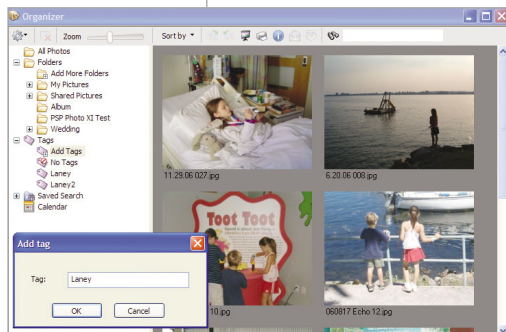 Organizer
Zoom
Sort by
All Photos
Folders
Add More Folders
My Pictures
Shared Pictures
Album
PSP Photo XI Test
Wedding
Tags
Add Tags
No Tags
Laney
Laney2
Saved Search
Calendar
11.29.06 027.jpg
6.20.06 008.jpg
Toot Toot
10.jpg
060817 Echo 12.jpg
Add tag
Tag:
Laney
OK
Cancel